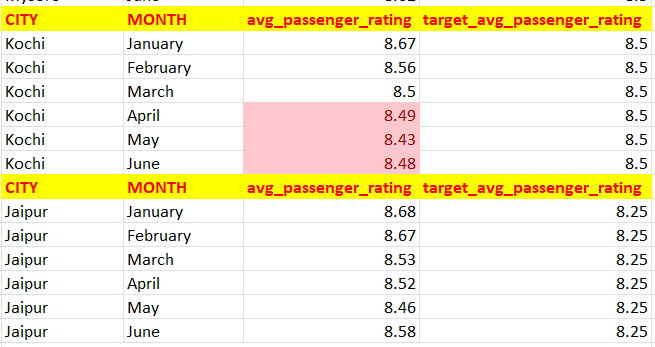 CITY MONTH avg_passenger_rating target_avg_passenger_rating
Kochi January 8.67 8.5
Kochi February 8.56 8.5
Kochi March 8.5 8.5
Kochi April 8.49 8.5
Kochi May 8.43 8.5
Kochi June 8.48 8.5
CITY MONTH avg_passenger_rating target_avg_passenger_rating
Jaipur January 8.68 8.25
Jaipur February 8.67 8.25
Jaipur March 8.53 8.25
Jaipur April 8.52 8.25
Jaipur May 8.46 8.25
Jaipur June 8.58 8.25